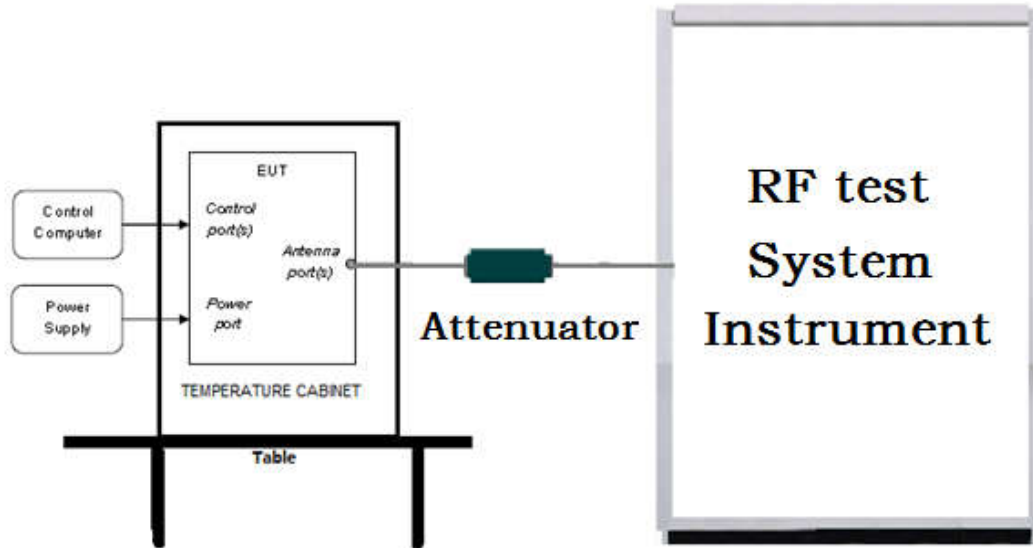 EUT
Control
Computer
Control
port(s)
Antenna
port(s)
Power
Supply
Power
port
TEMPERATURE CABINET
Table
Attenuator
RF test
System
Instrument